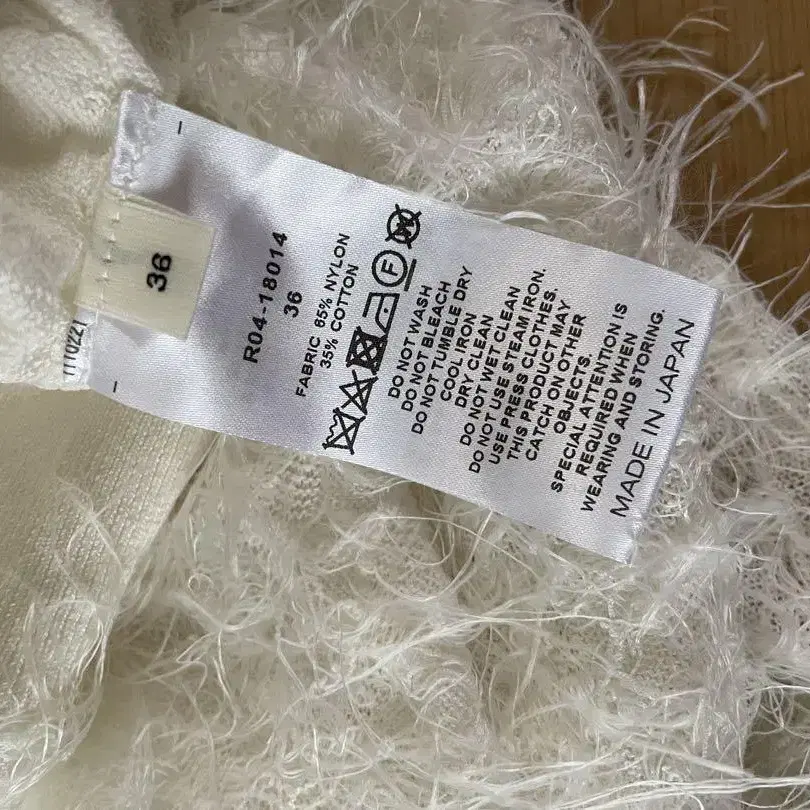 36
R04-18014
36
FABRIC 65% NYLON
35% COTTON
DO NOT WASH
DO NOT BLEACH
DO NOT TUMBLE DRY
COOL IRON
DRY CLEAN
DO NOT WET CLEAN
DO NOT USE STEAM IRON.
USE PRESS CLOTHES.
THIS PRODUCT MAY
CATCH ON OTHER
OBJECTS.
SPECIAL ATTENTION IS
REQUIRED WHEN
WEARING AND STORING.
MADE IN JAPAN